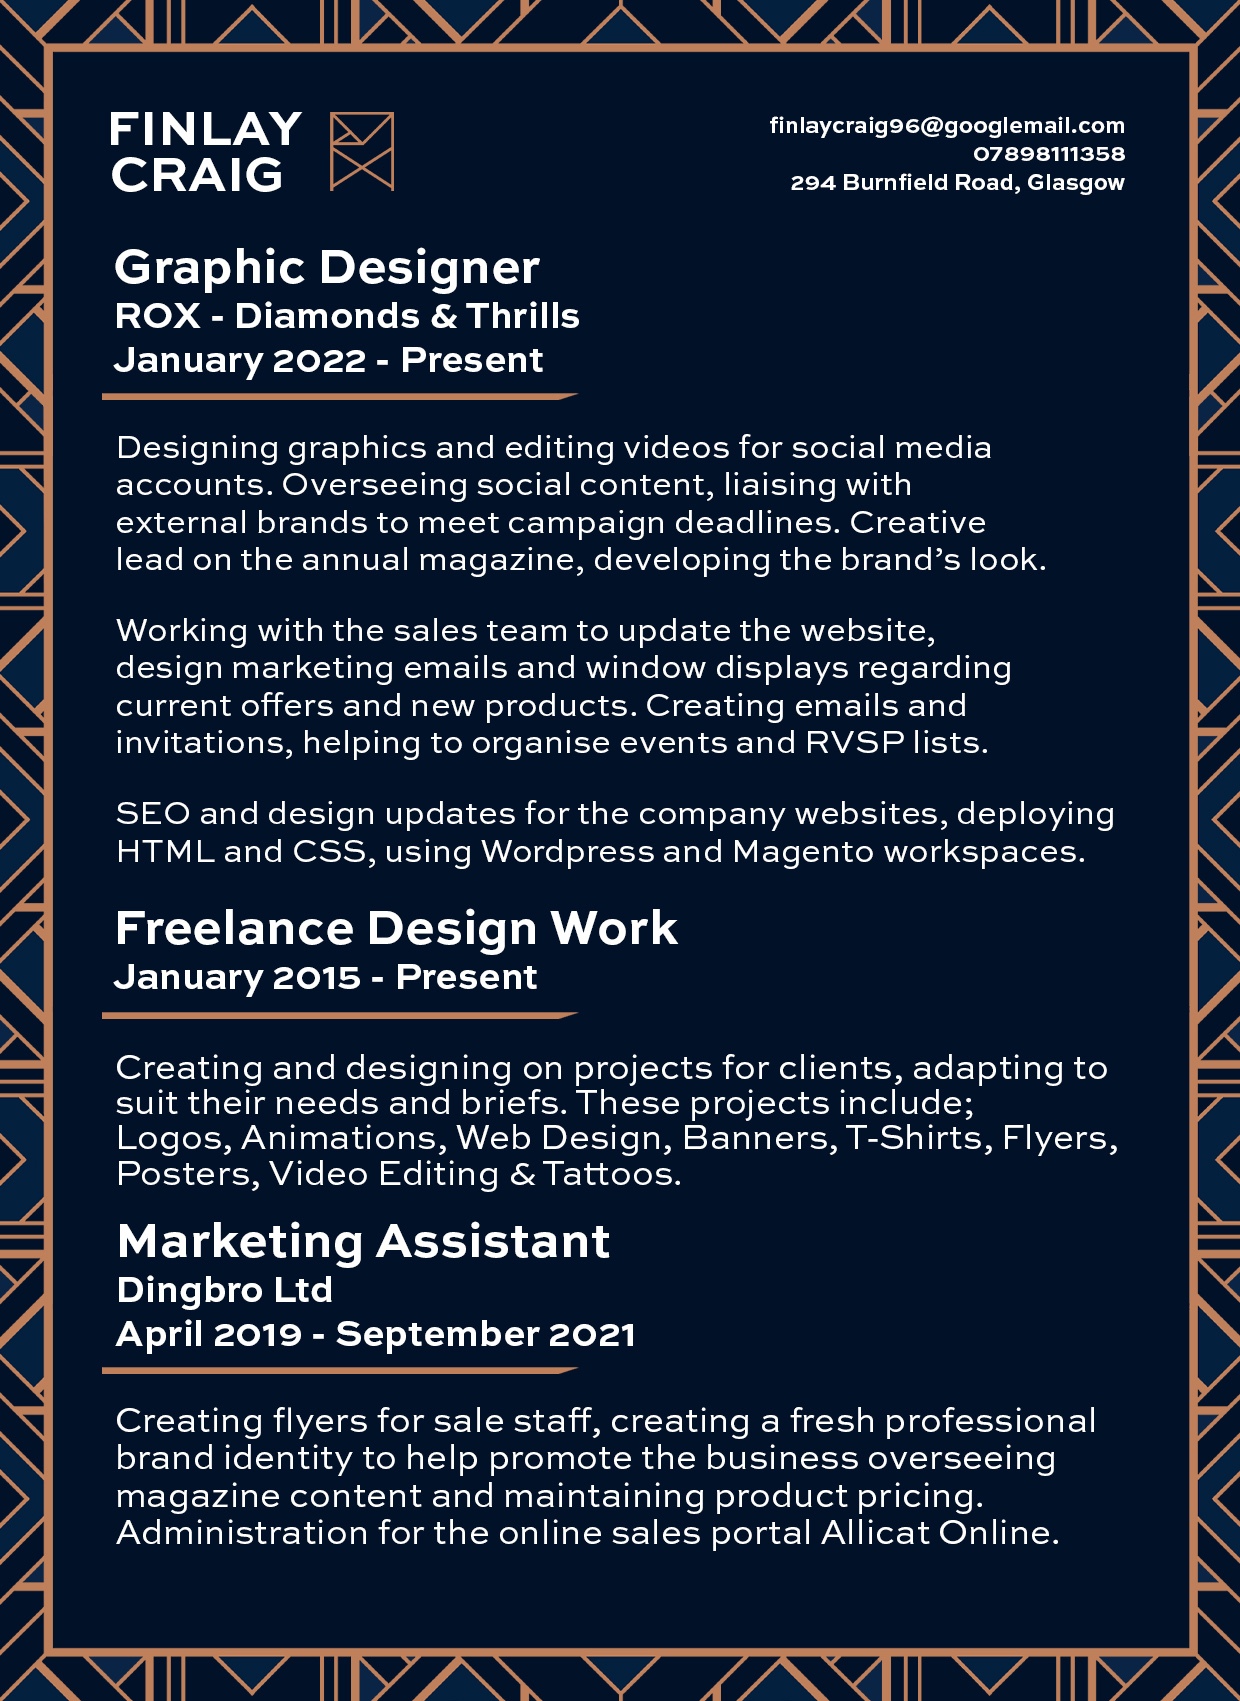 FINLAY
CRAIG
finlaycraig96@googlemail.com
07898111358
294 Burnfield Road, Glasgow
Graphic Designer
ROX - Diamonds & Thrills
January 2022 - Present
Designing graphics and editing videos for social media
accounts. Overseeing social content, liaising with
external brands to meet campaign deadlines. Creative
lead on the annual magazine, developing the brand’s look.
Working with the sales team to update the website,
design marketing emails and window displays regarding
current offers and new products. Creating emails and
invitations, helping to organise events and RVSP lists.
SEO and design updates for the company websites, deploying
HTML and CSS, using Wordpress and Magento workspaces.
Freelance Design Work
January 2015 - Present
Creating and designing on projects for clients, adapting to
suit their needs and briefs. These projects include;
Logos, Animations, Web Design, Banners, T-Shirts, Flyers,
Posters, Video Editing & Tattoos.
Marketing Assistant
Dingbro Ltd
April 2019 - September 2021
Creating flyers for sale staff, creating a fresh professional
brand identity to help promote the business overseeing
magazine content and maintaining product pricing.
Administration for the online sales portal Allicat Online.